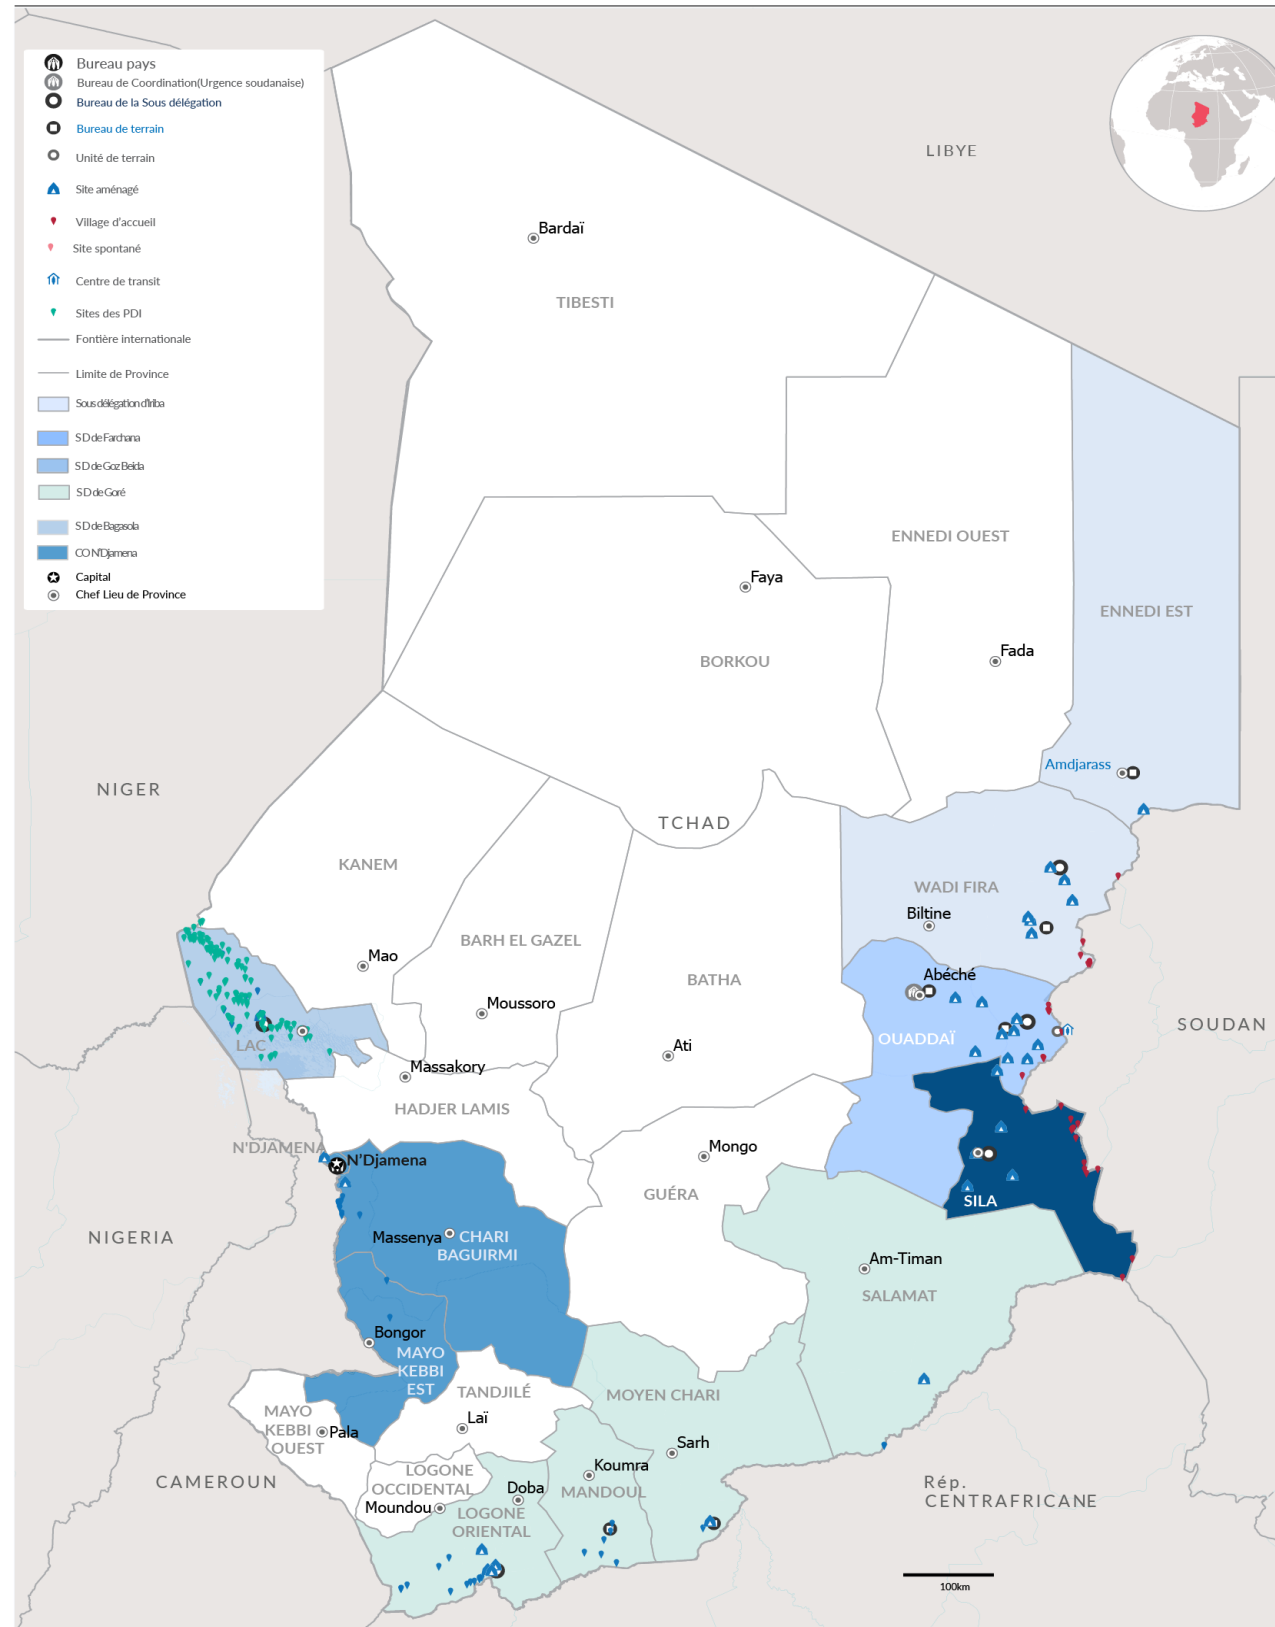 Bureau pays
Bureau de Coordination(Urgence soudanaise)
Bureau de la Sous délégation
Bureau de terrain
Unité de terrain
Site aménagé
Village d'accueil
Site spontané
Centre de transit
Sites des PDI
Fontière internationale
Limite de Province
Sous délégation d'Iriba
SD de Farchana
SD de Goz Beida
SD de Goré
SD de Bagasola
CO N'Djamena
Capital
Chef Lieu de Province
LIBYE
Bardaï
TIBESTI
ENNEDI OUEST
Faya
ENNEDI EST
Fada
BORKOU
Amdjarass
NIGER
TCHAD
KANEM
WADI FIRA
Biltine
BARH EL GAZEL
Mao
BATHA
Abéché
Moussoro
SOUDAN
OUADDAÏ
LAC
Ati
Massakory
HADJER LAMIS
N'DJAMENA
N'Djamena
Mongo
GUÉRA
SILA
NIGERIA
Massenya
CHARI
BAGUIRMI
Am-Timan
SALAMAT
Bongor
MAYO
KEBBI
EST
TANDJILÉ
MOYEN CHARI
MAYO
KEBBI
OUEST
Pala
Laï
Sarh
CAMEROUN
LOGONE
OCCIDENTAL
Koumra
MANDOUL
Doba
Moundou
LOGONE
ORIENTAL
Rép.
CENTRAFRICANE
100km